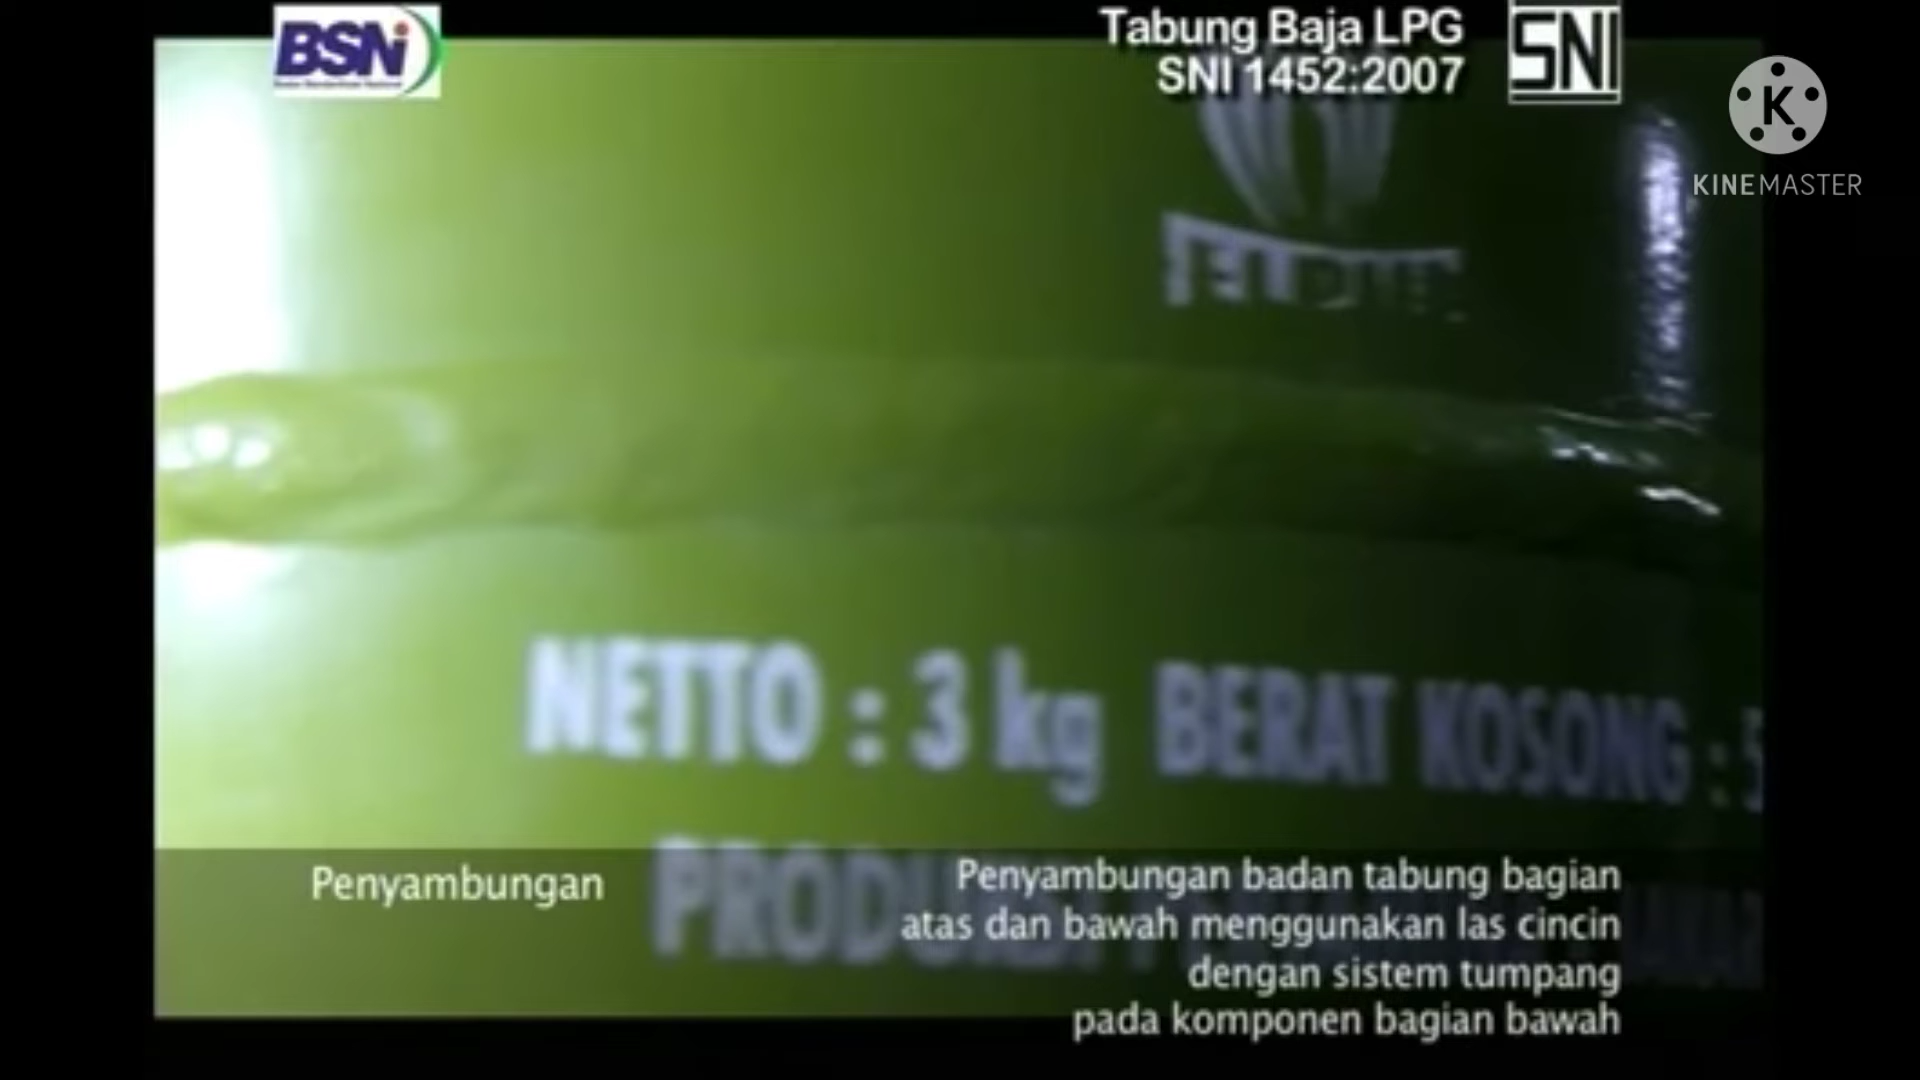 BSN
Tabung Baja LPG
SNI 1452:2007
SNI
K
KINEMASTER
NETTO : 3 kg BERAT KOSONG : 5
Penyambungan
Penyambungan badan tabung bagian
atas dan bawah menggunakan las cincin
dengan sistem tumpang
pada komponen bagian bawah